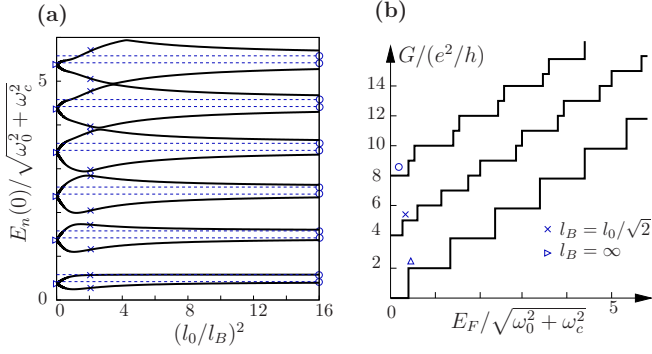 (a)
E_n(0)/√ω_0^2 + ω_c^2
5
0
0 4 8 12 16
(l_0/l_B)^2
(b)
G/(e^2/h)
14
12
10
8
6
4
2
× l_B = l_0/√2
▷ l_B = ∞
0 5
E_F/√ω_0^2 + ω_c^2